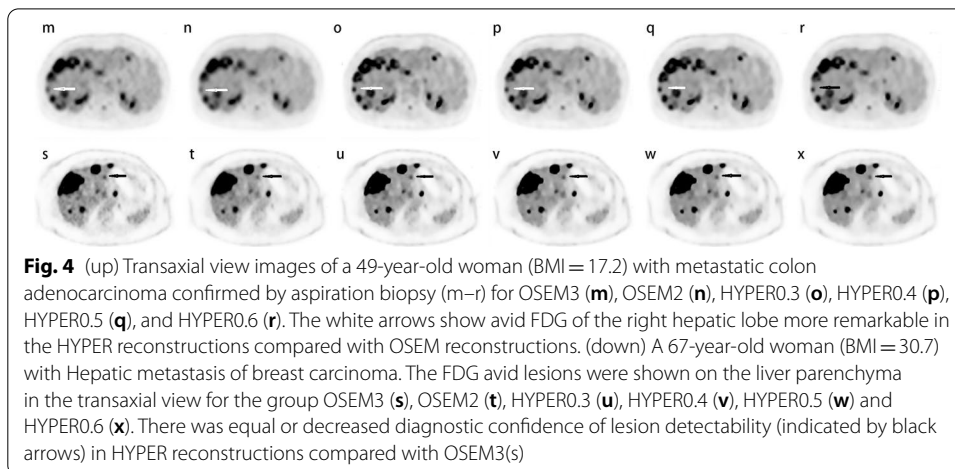 m n o p q r
s t u v w x
Fig. 4 (up) Transaxial view images of a 49-year-old woman (BMI = 17.2) with metastatic colon
adenocarcinoma confirmed by aspiration biopsy (m–r) for OSEM3 (m), OSEM2 (n), HYPER0.3 (o), HYPER0.4 (p),
HYPER0.5 (q), and HYPER0.6 (r). The white arrows show avid FDG of the right hepatic lobe more remarkable in
the HYPER reconstructions compared with OSEM reconstructions. (down) A 67-year-old woman (BMI = 30.7)
with Hepatic metastasis of breast carcinoma. The FDG avid lesions were shown on the liver parenchyma
in the transaxial view for the group OSEM3 (s), OSEM2 (t), HYPER0.3 (u), HYPER0.4 (v), HYPER0.5 (w) and
HYPER0.6 (x). There was equal or decreased diagnostic confidence of lesion detectability (indicated by black
arrows) in HYPER reconstructions compared with OSEM3(s)